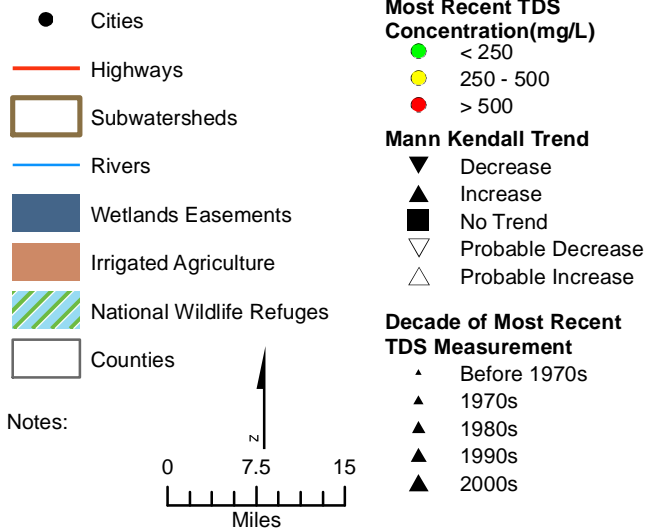 Cities
Highways
Subwatersheds
Rivers
Wetlands Easements
Irrigated Agriculture
National Wildlife Refuges
Counties
Notes:
N
0 7.5 15
Miles
Most Recent TDS
Concentration(mg/L)
< 250
250 - 500
> 500
Mann Kendall Trend
Decrease
Increase
No Trend
Probable Decrease
Probable Increase
Decade of Most Recent
TDS Measurement
Before 1970s
1970s
1980s
1990s
2000s